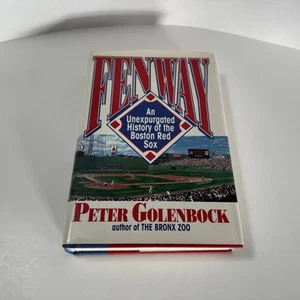 FENWAY
An
Unexpurgated
History of the
Boston Red
Sox
PETER GOLENBOCK
author of THE BRONX ZOO